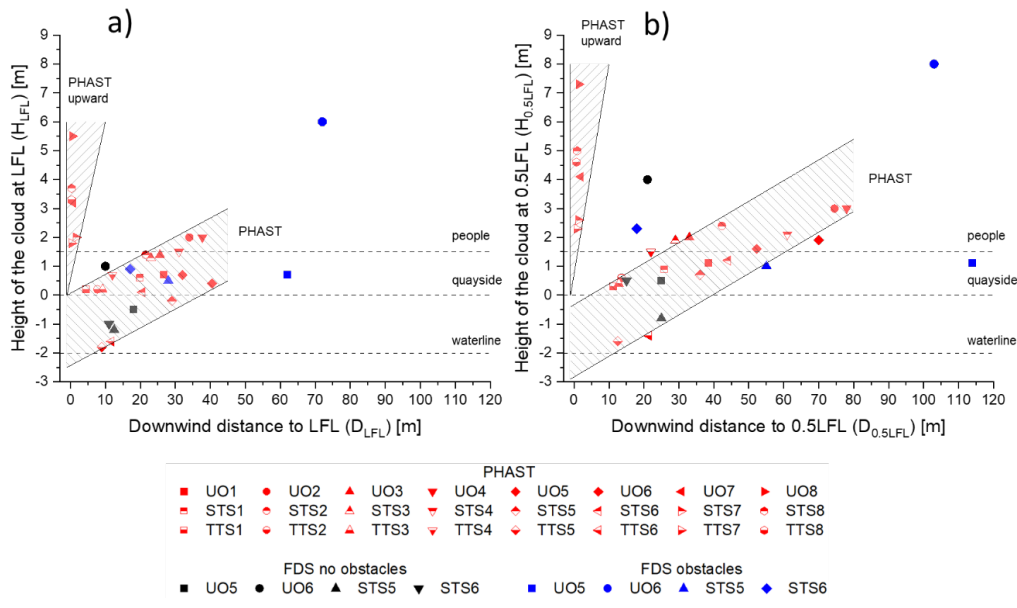 a)
b)
PHAST
upward
PHAST
people
quayside
waterline
Height of the cloud at LFL (H_LFL) [m]
9
8
7
6
5
4
3
2
1
0
-1
-2
-3
0 10 20 30 40 50 60 70 80 90 100 110 120
Downwind distance to LFL (D_LFL) [m]
PHAST
upward
PHAST
people
quayside
waterline
Height of the cloud at 0.5LFL (H_0.5LFL) [m]
9
8
7
6
5
4
3
2
1
0
-1
-2
-3
0 10 20 30 40 50 60 70 80 90 100 110 120
Downwind distance to 0.5LFL (D_0.5LFL) [m]
PHAST
UO1 UO2 UO3 UO4 UO5 UO6 UO7 UO8
STS1 STS2 STS3 STS4 STS5 STS6 STS7 STS8
TTS1 TTS2 TTS3 TTS4 TTS5 TTS6 TTS7 TTS8
FDS no obstacles FDS obstacles
UO5 UO6 STS5 STS6 UO5 UO6 STS5 STS6